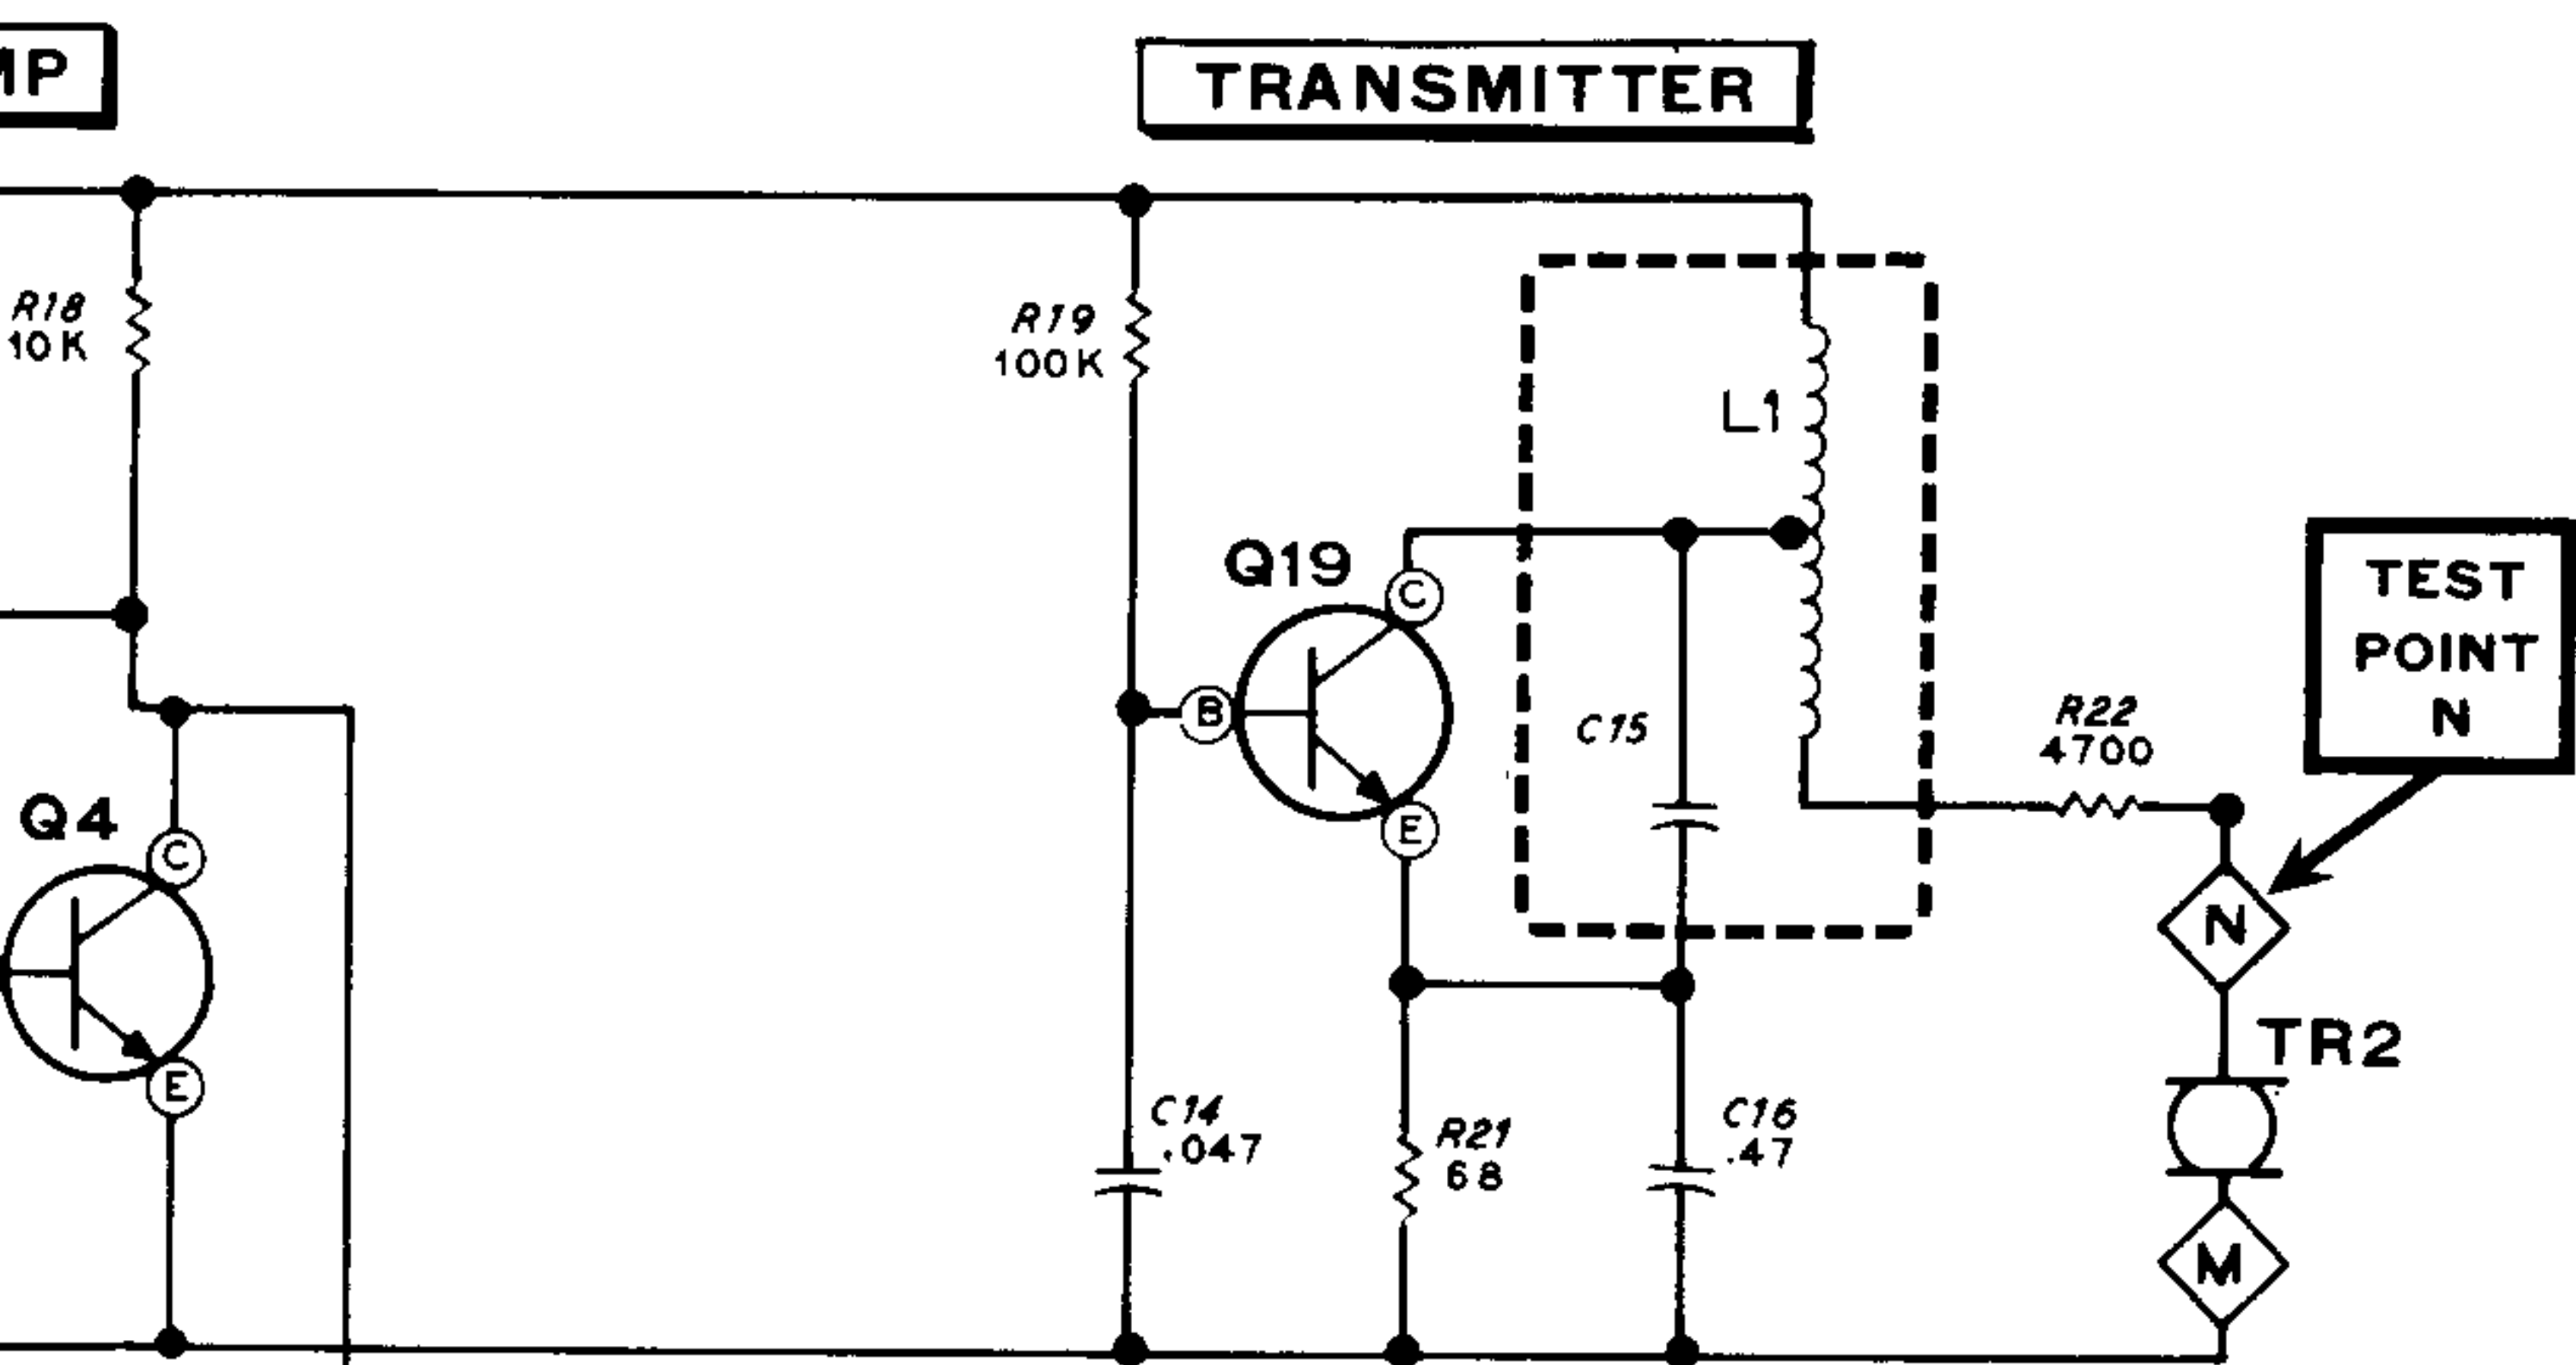 MP
TRANSMITTER
R18
10K
R19
100K
L1
Q19
C
B
E
C15
R22
4700
TEST
POINT
N
N
Q4
C
E
TR2
C14
.047
R21
68
C16
.47
M